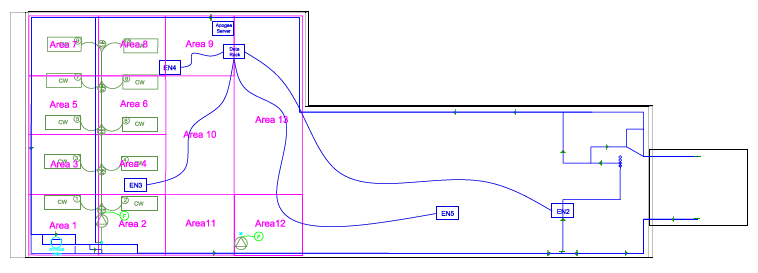 Apogee
Server
Area 7
Area 8
Area 9
Data
Rack
EN4
CW
CW
Area 5
Area 6
Area 13
CW
CW
Area 10
Area 3
Area 4
EN3
CW
CW
EN5
EN2
Area 1
Area 2
Area11
Area12